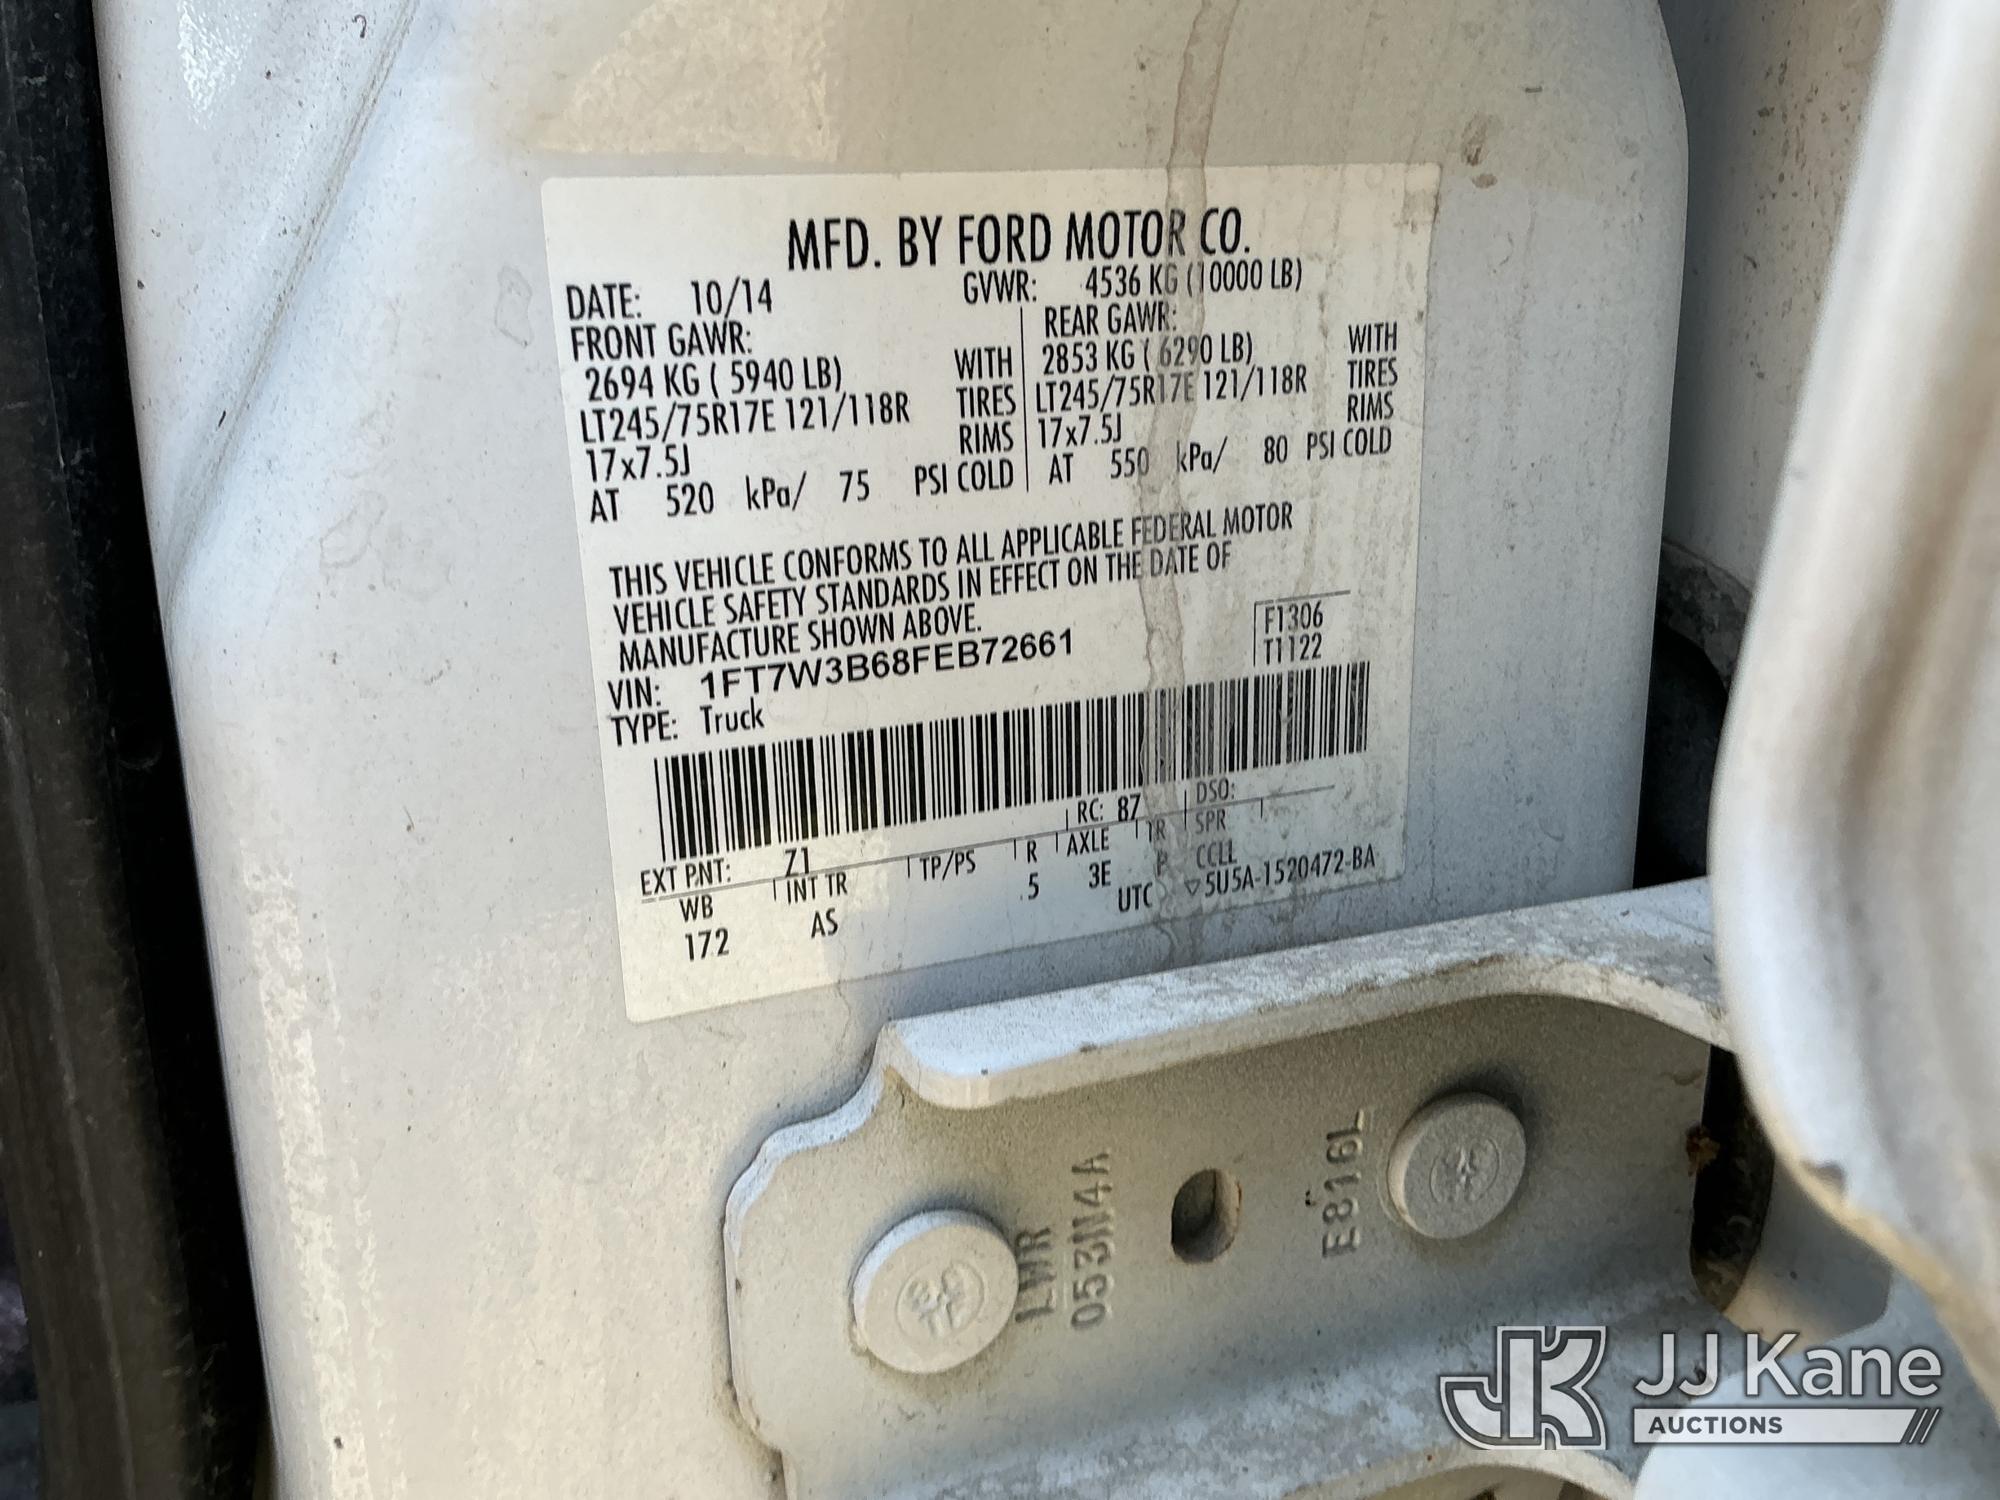 MFD. BY FORD MOTOR CO.
DATE: 10/14 GVWR: 4536 KG (10000 LB)
FRONT GAWR: REAR GAWR:
2694 KG ( 5940 LB) WITH 2853 KG ( 6290 LB) WITH
LT245/75R17E 121/118R TIRES LT245/75R17E 121/118R TIRES
17x7.5J RIMS 17x7.5J RIMS
AT 520 kPa/ 75 PSI COLD AT 550 kPa/ 80 PSI COLD
THIS VEHICLE CONFORMS TO ALL APPLICABLE FEDERAL MOTOR
VEHICLE SAFETY STANDARDS IN EFFECT ON THE DATE OF
MANUFACTURE SHOWN ABOVE.
F1306
T1122
VIN: 1FT7W3B68FEB72661
TYPE: Truck
EXT PNT: Z1 RC: 87 DSO:
WB INT TR TP/PS R AXLE TR SPR
172 AS .5 3E P CCLL
UTC ▽5U5A-1520472-BA
LWR
053N4A
E816L
JK JJ Kane
AUCTIONS